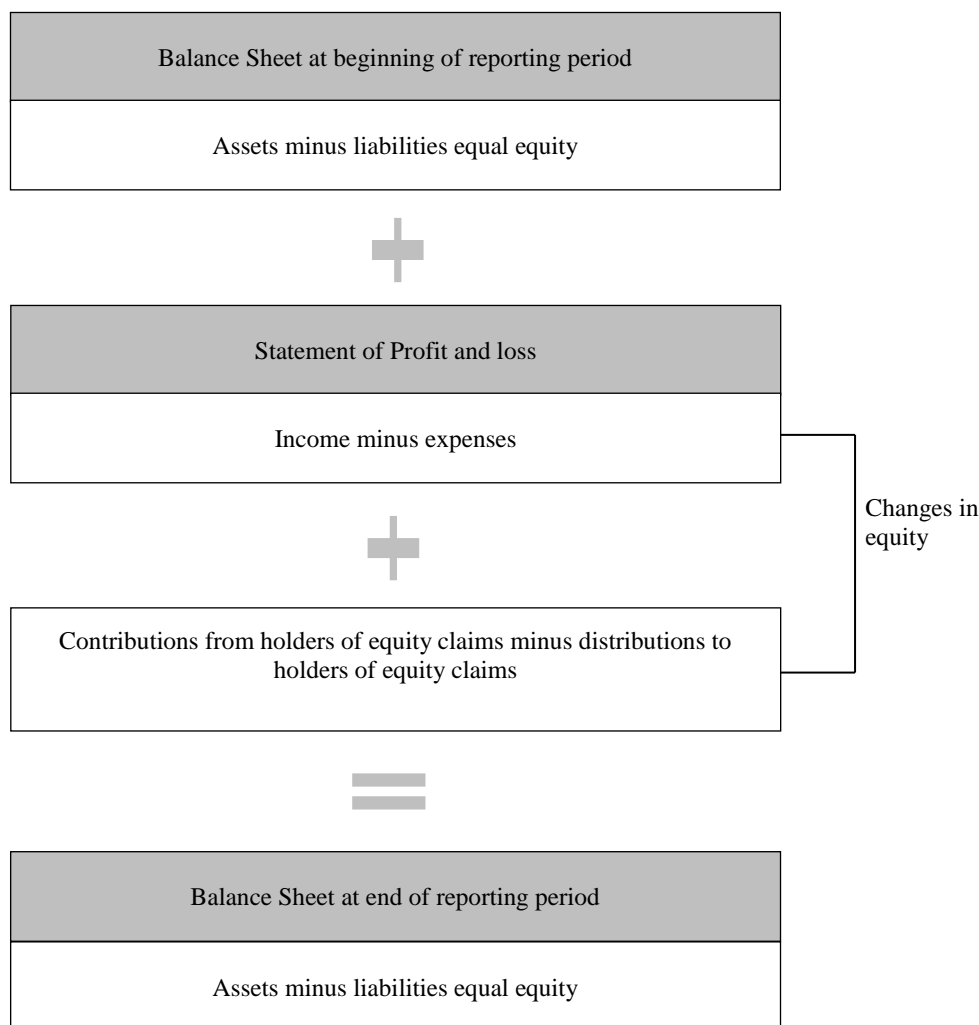 Balance Sheet at beginning of reporting period
Assets minus liabilities equal equity
+
Statement of Profit and loss
Income minus expenses
Changes in
equity
+
Contributions from holders of equity claims minus distributions to
holders of equity claims
=
Balance Sheet at end of reporting period
Assets minus liabilities equal equity